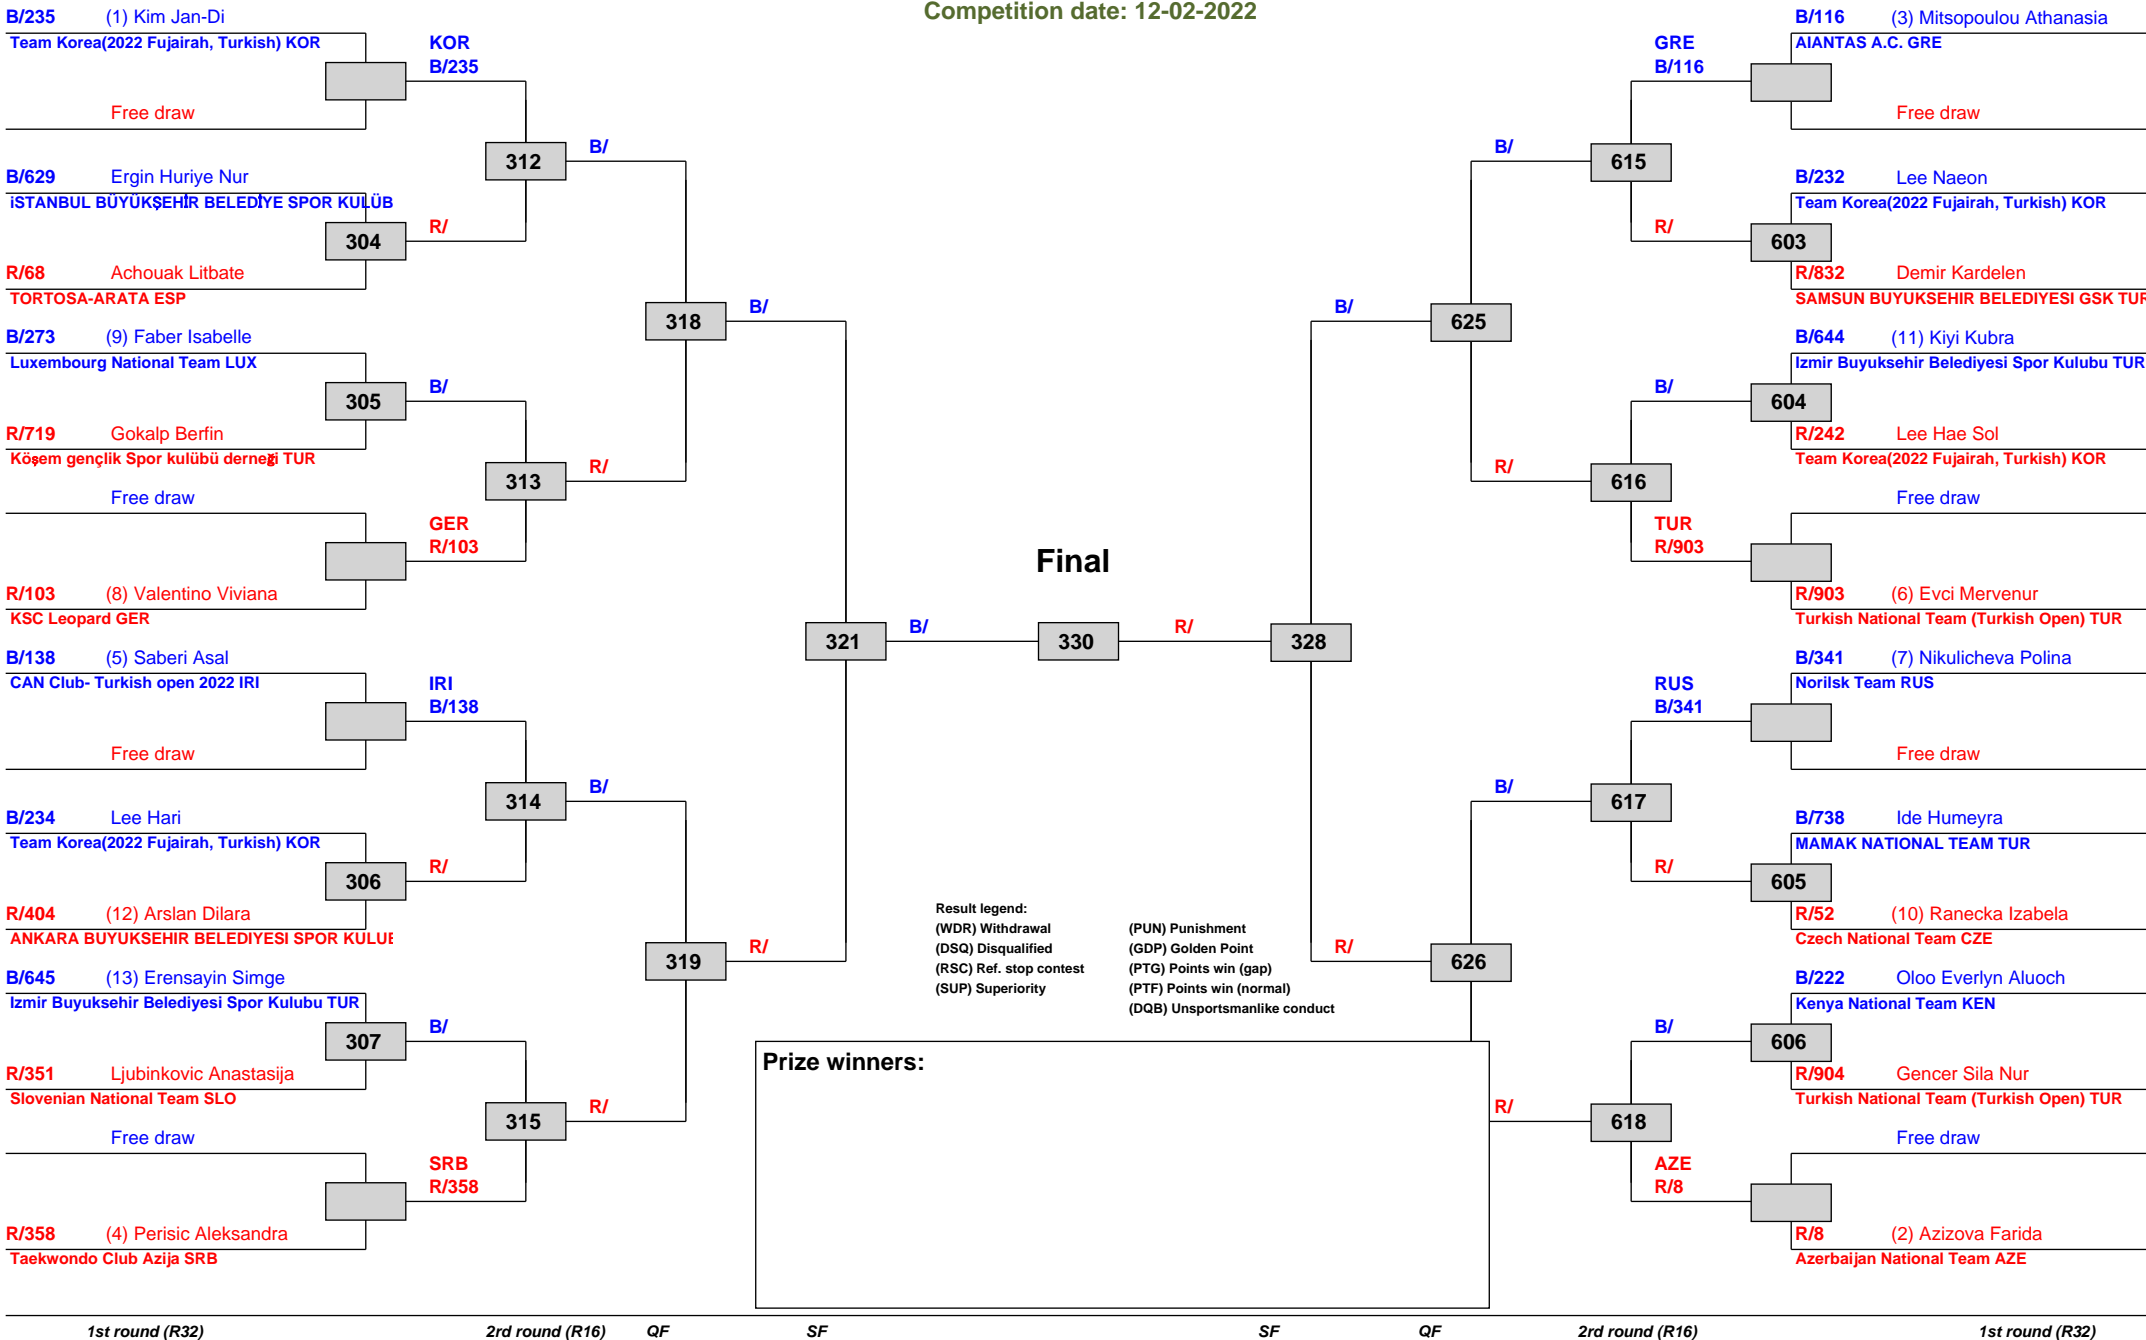 Competition date: 12-02-2022
B/235 (1) Kim Jan-Di
Team Korea(2022 Fujairah, Turkish) KOR
KOR
B/235
Free draw
312
B/
B/629 Ergin Huriye Nur
iSTANBUL BÜYÜKŞEHİR BELEDİYE SPOR KULÜB
304
R/
R/68 Achouak Litbate
TORTOSA-ARATA ESP
318
B/
B/273 (9) Faber Isabelle
Luxembourg National Team LUX
305
B/
R/719 Gokalp Berfin
Köşem gençlik Spor kulübü derneği TUR
313
R/
Free draw
GER
R/103
R/103 (8) Valentino Viviana
KSC Leopard GER
321
B/
B/138 (5) Saberi Asal
CAN Club- Turkish open 2022 IRI
IRI
B/138
Free draw
314
B/
B/234 Lee Hari
Team Korea(2022 Fujairah, Turkish) KOR
306
R/
R/404 (12) Arslan Dilara
ANKARA BUYUKSEHIR BELEDIYESI SPOR KULUE
319
R/
B/645 (13) Erensayin Simge
Izmir Buyuksehir Belediyesi Spor Kulubu TUR
307
B/
R/351 Ljubinkovic Anastasija
Slovenian National Team SLO
315
R/
Free draw
SRB
R/358
R/358 (4) Perisic Aleksandra
Taekwondo Club Azija SRB
Final
330
R/
328
B/116 (3) Mitsopoulou Athanasia
AIANTAS A.C. GRE
GRE
B/116
Free draw
B/
615
B/232 Lee Naeon
Team Korea(2022 Fujairah, Turkish) KOR
R/
603
R/832 Demir Kardelen
SAMSUN BUYUKSEHIR BELEDIYESI GSK TUR
B/
625
B/644 (11) Kiyi Kubra
Izmir Buyuksehir Belediyesi Spor Kulubu TUR
B/
604
R/242 Lee Hae Sol
Team Korea(2022 Fujairah, Turkish) KOR
R/
616
Free draw
TUR
R/903
R/903 (6) Evci Mervenur
Turkish National Team (Turkish Open) TUR
B/341 (7) Nikulicheva Polina
Norilsk Team RUS
RUS
B/341
Free draw
B/
617
B/738 Ide Humeyra
MAMAK NATIONAL TEAM TUR
R/
605
R/52 (10) Ranecka Izabela
Czech National Team CZE
R/
626
B/222 Oloo Everlyn Aluoch
Kenya National Team KEN
B/
606
R/904 Gencer Sila Nur
Turkish National Team (Turkish Open) TUR
R/
618
Free draw
AZE
R/8
R/8 (2) Azizova Farida
Azerbaijan National Team AZE
Result legend:
(WDR) Withdrawal (PUN) Punishment
(DSQ) Disqualified (GDP) Golden Point
(RSC) Ref. stop contest (PTG) Points win (gap)
(SUP) Superiority (PTF) Points win (normal)
(DQB) Unsportsmanlike conduct
Prize winners:
1st round (R32) 2rd round (R16) QF SF SF QF 2rd round (R16) 1st round (R32)